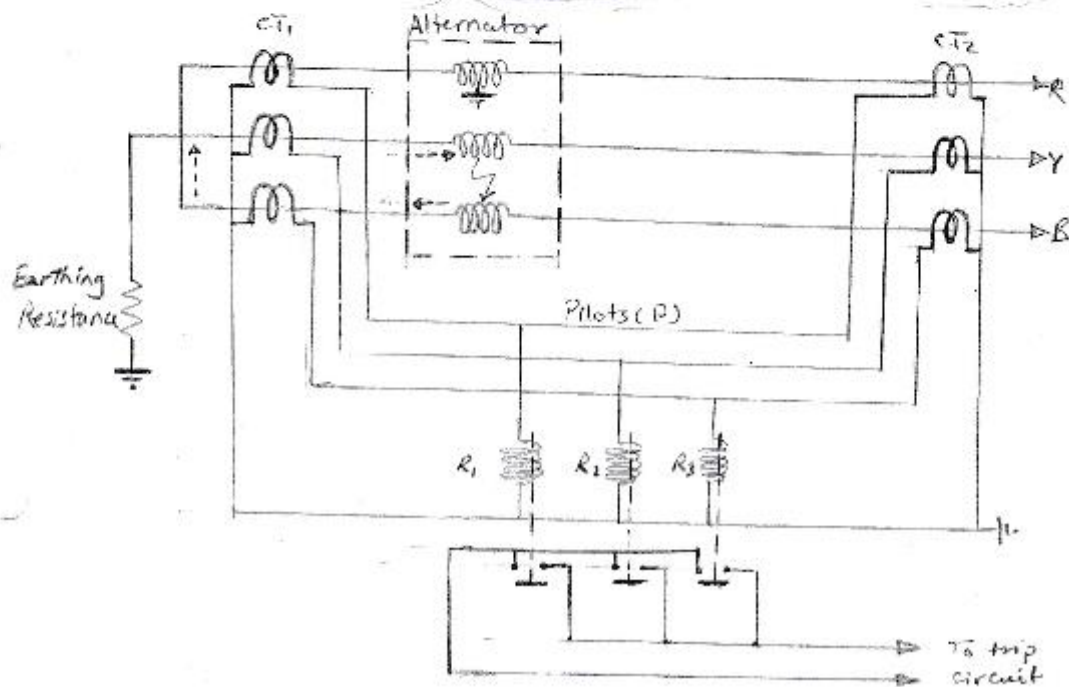 CT₁
Alternator
CT₂
R
Y
B
Earthing
Resistance
Pilots (P)
R₁
R₂
R₃
To trip
circuit